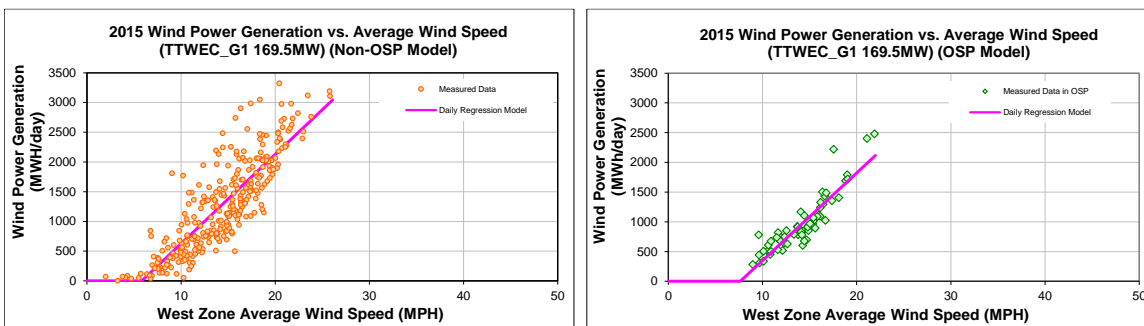 2015 Wind Power Generation vs. Average Wind Speed
(TTWEC_G1 169.5MW) (Non-OSP Model)
Wind Power Generation
(MWH/day)
3500
3000
2500
2000
1500
1000
500
0
0 10 20 30 40 50
West Zone Average Wind Speed (MPH)
Measured Data
Daily Regression Model
2015 Wind Power Generation vs. Average Wind Speed
(TTWEC_G1 169.5MW) (OSP Model)
Wind Power Generation
(MWh/day)
3500
3000
2500
2000
1500
1000
500
0
0 10 20 30 40 50
West Zone Average Wind Speed (MPH)
Measured Data in OSP
Daily Regression Model